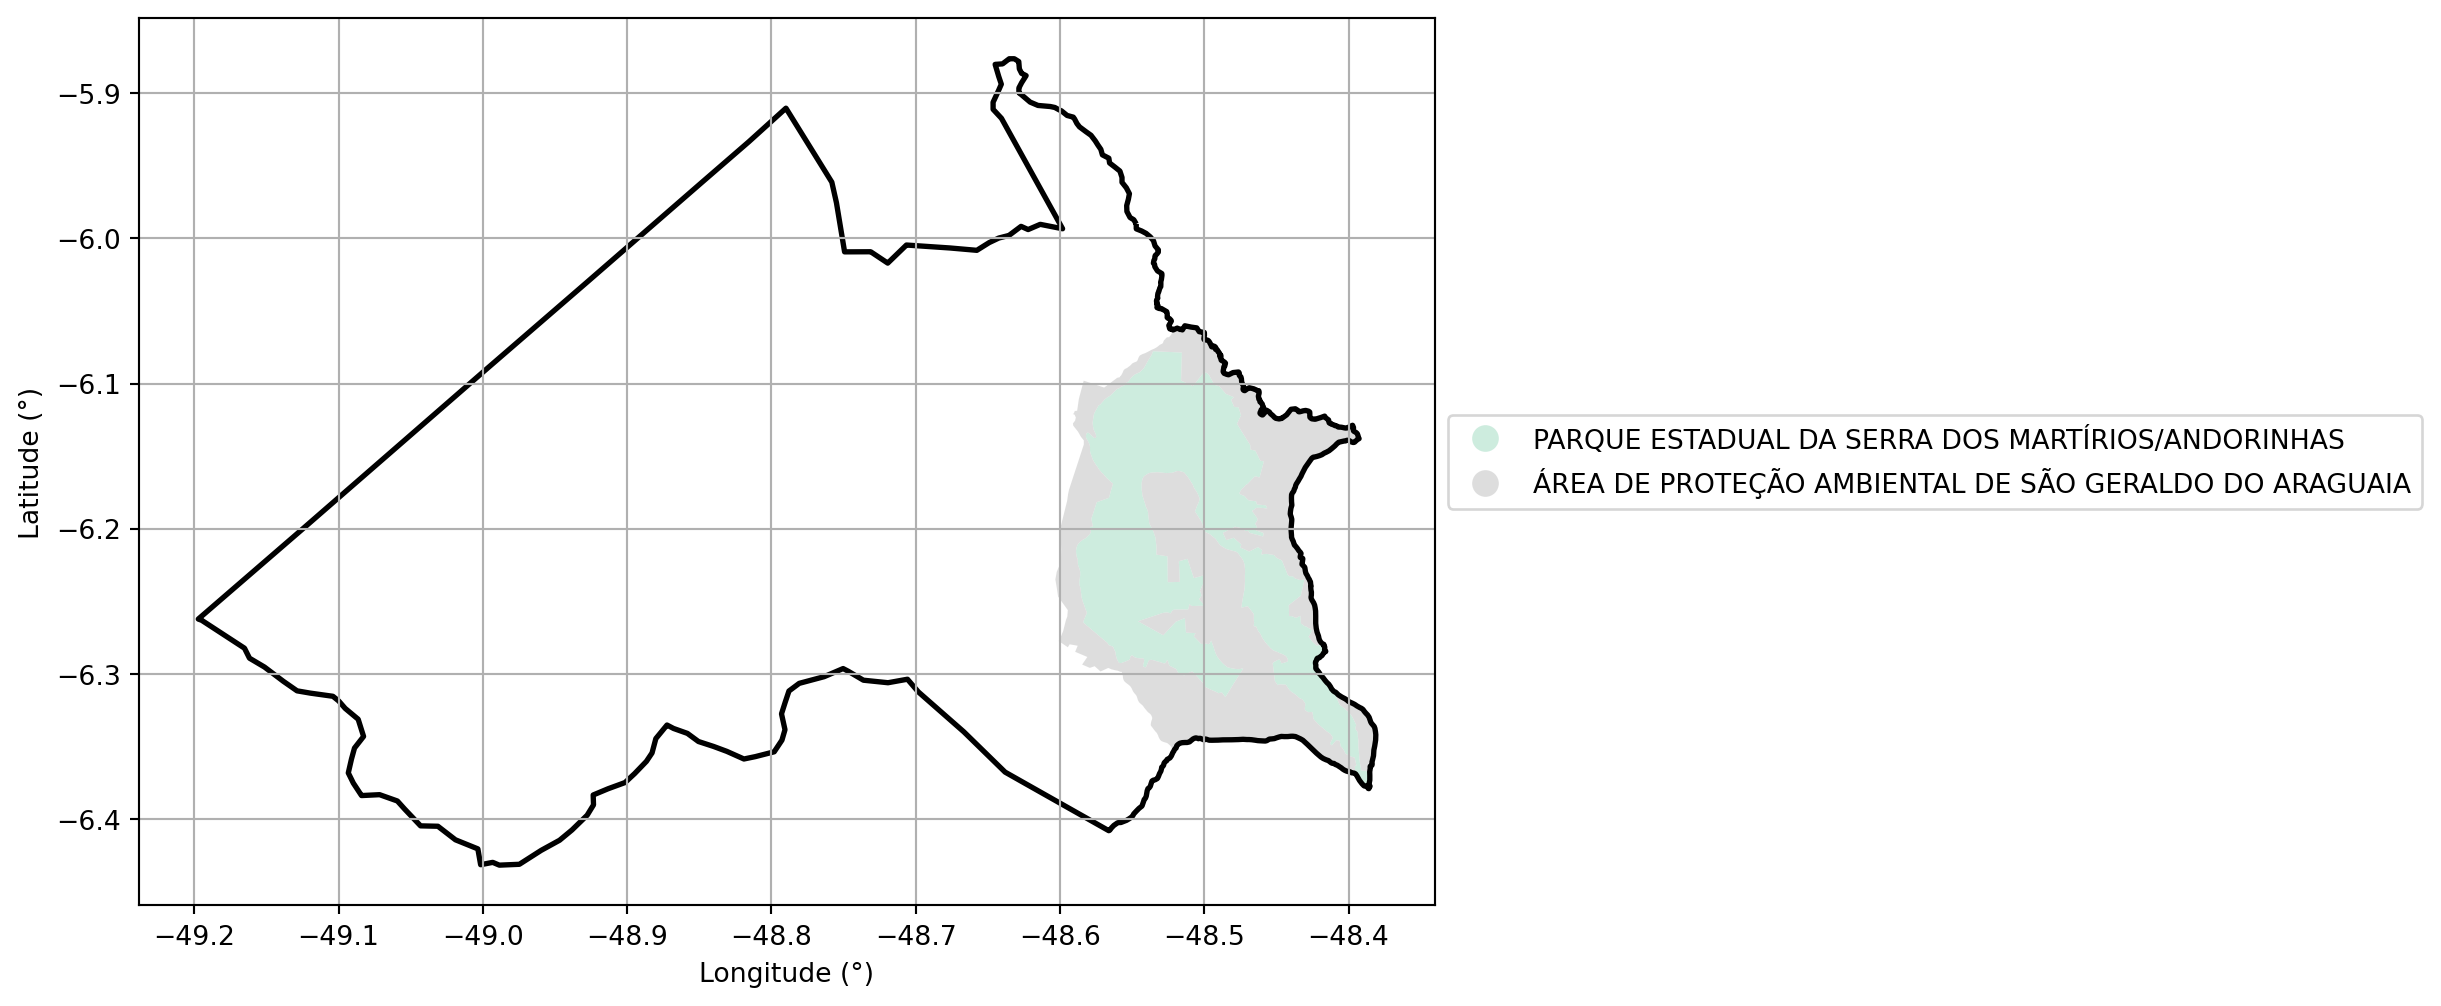 −5.9
−6.0
−6.1
−6.2
−6.3
−6.4
Latitude (°)
−49.2 −49.1 −49.0 −48.9 −48.8 −48.7 −48.6 −48.5 −48.4
Longitude (°)
PARQUE ESTADUAL DA SERRA DOS MARTÍRIOS/ANDORINHAS
ÁREA DE PROTEÇÃO AMBIENTAL DE SÃO GERALDO DO ARAGUAIA